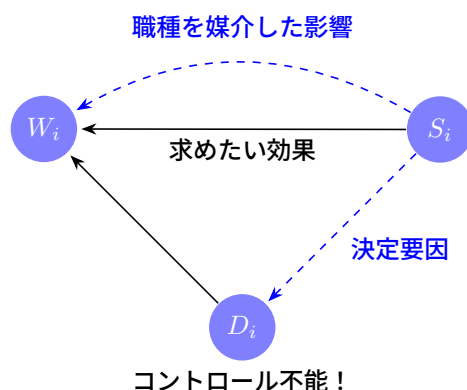 職種を媒介した影響
W_i
S_i
求めたい効果
決定要因
D_i
コントロール不能！